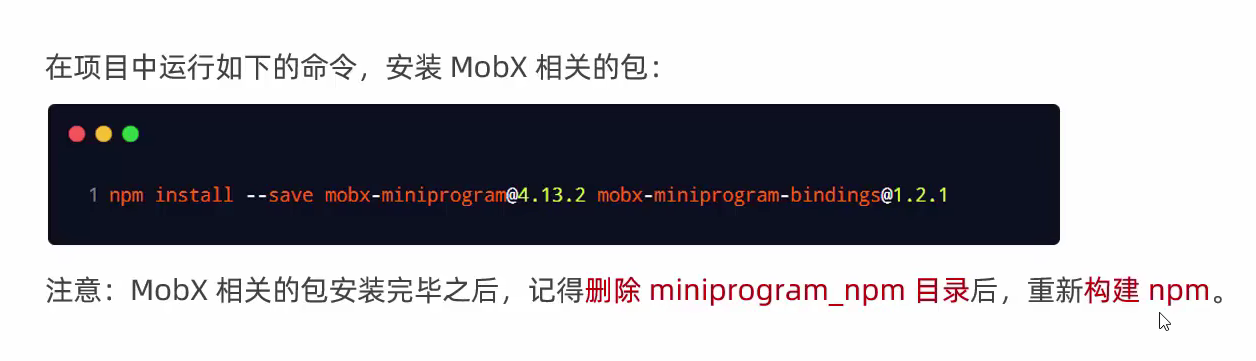 在项目中运行如下的命令，安装 MobX 相关的包：
1 npm install --save mobx-miniprogram@4.13.2 mobx-miniprogram-bindings@1.2.1
注意：MobX 相关的包安装完毕之后，记得删除 miniprogram_npm 目录后，重新构建 npm。